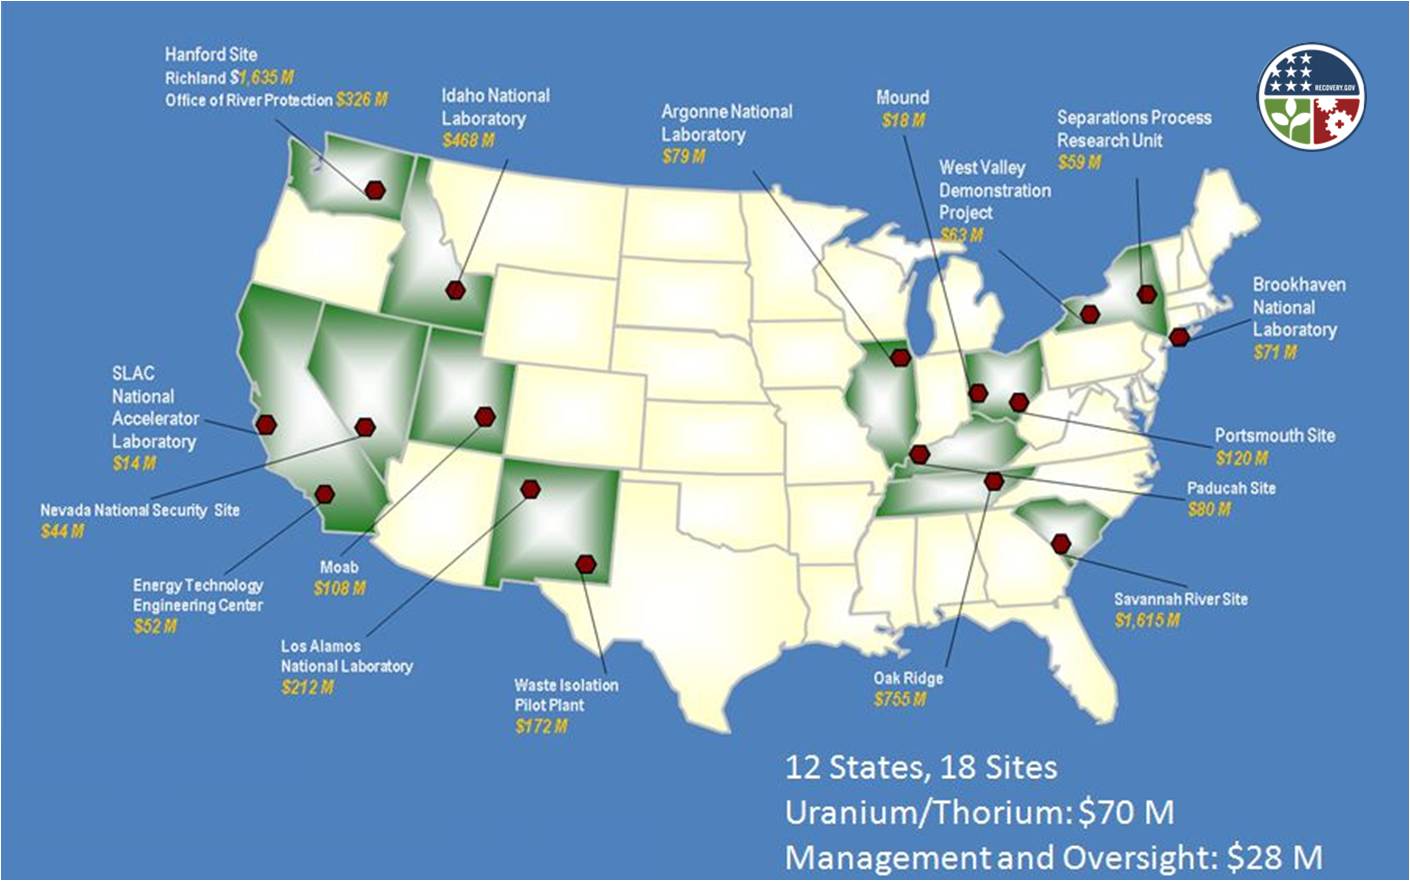 Hanford Site
Richland $1,635 M
Office of River Protection $326 M
Idaho National
Laboratory
$468 M
Argonne National
Laboratory
$79 M
Mound
$18 M
Separations Process
Research Unit
$59 M
West Valley
Demonstration
Project
$63 M
RECOVERY.GOV
Brookhaven
National
Laboratory
$71 M
SLAC
National
Accelerator
Laboratory
$14 M
Nevada National Security Site
$44 M
Energy Technology
Engineering Center
$52 M
Moab
$108 M
Los Alamos
National Laboratory
$212 M
Waste Isolation
Pilot Plant
$172 M
Oak Ridge
$755 M
Portsmouth Site
$120 M
Paducah Site
$80 M
Savannah River Site
$1,615 M
12 States, 18 Sites
Uranium/Thorium: $70 M
Management and Oversight: $28 M